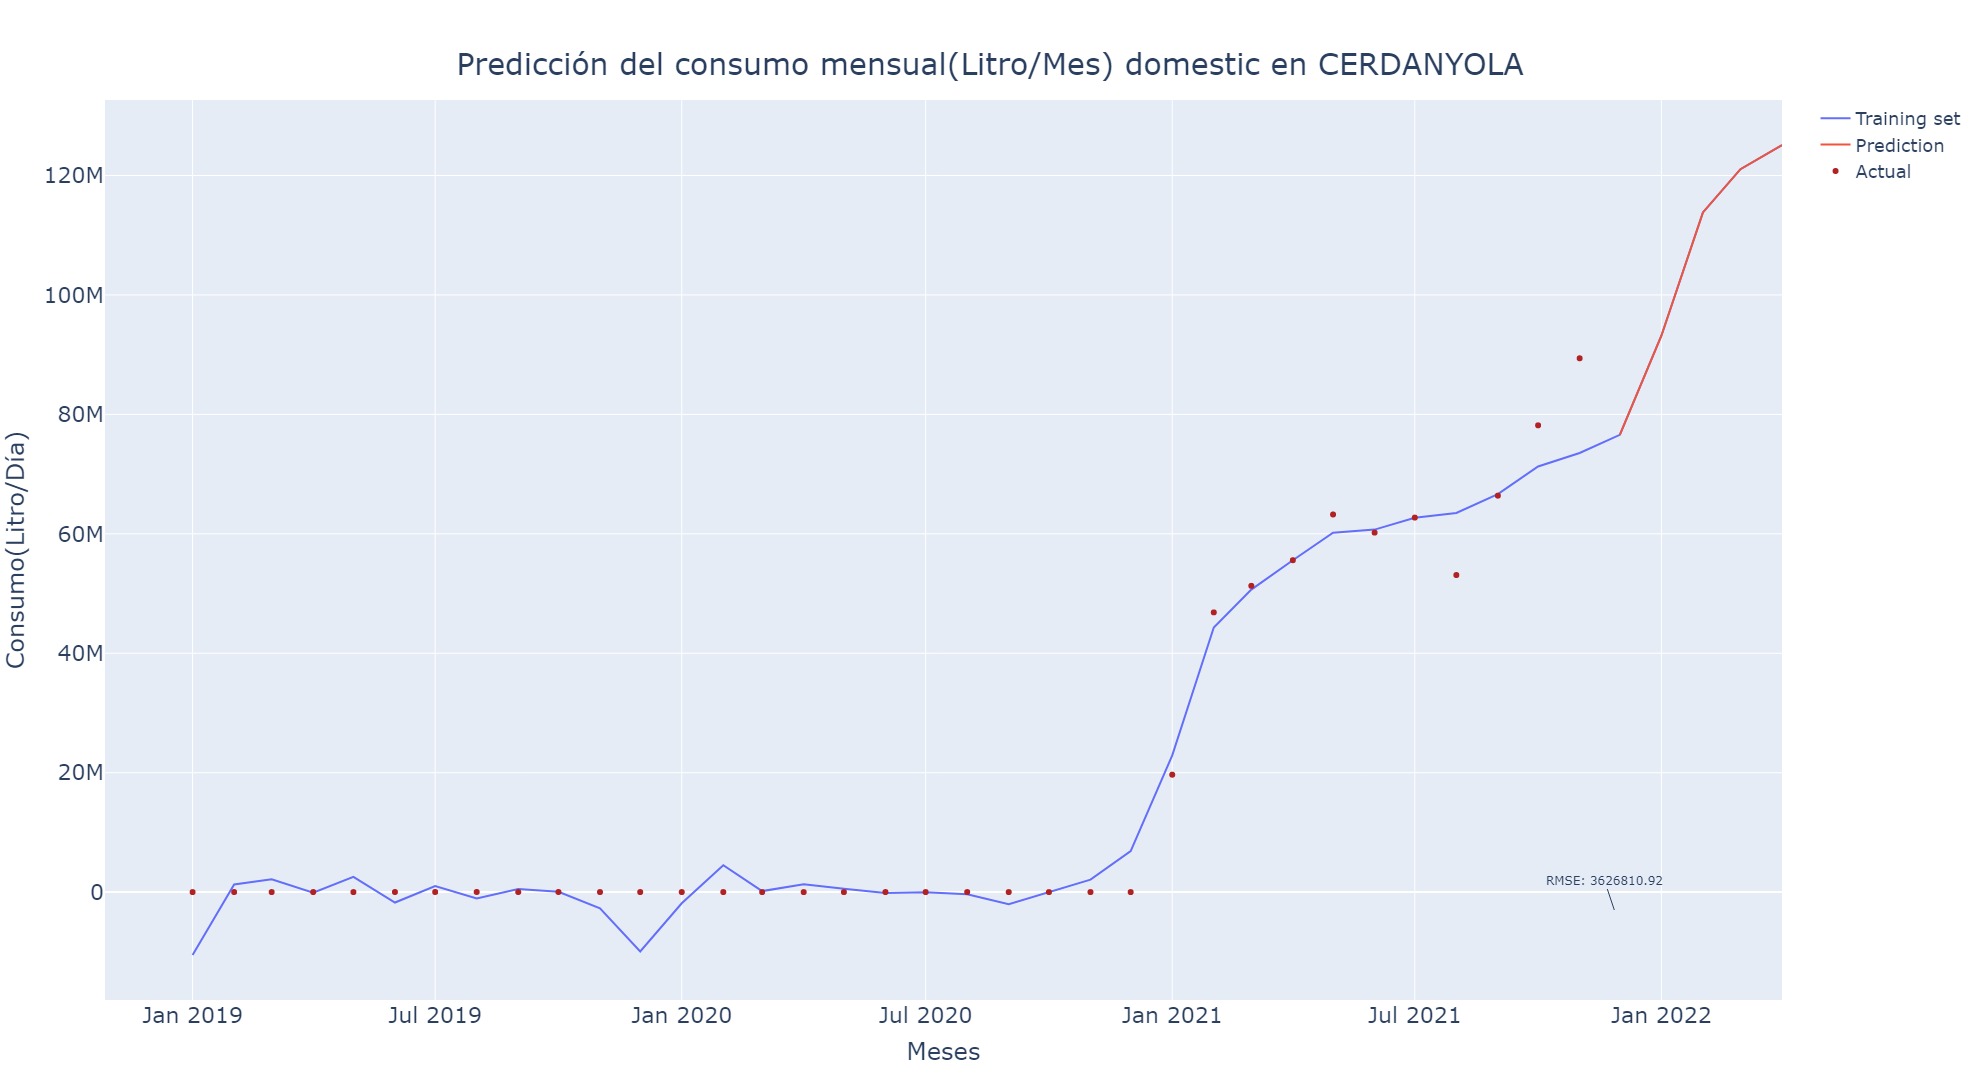 Predicción del consumo mensual(Litro/Mes) domestic en CERDANYOLA
Training set
Prediction
Actual
120M
100M
80M
60M
40M
20M
0
Consumo(Litro/Día)
RMSE: 3626810.92
Jan 2019
Jul 2019
Jan 2020
Jul 2020
Jan 2021
Jul 2021
Jan 2022
Meses